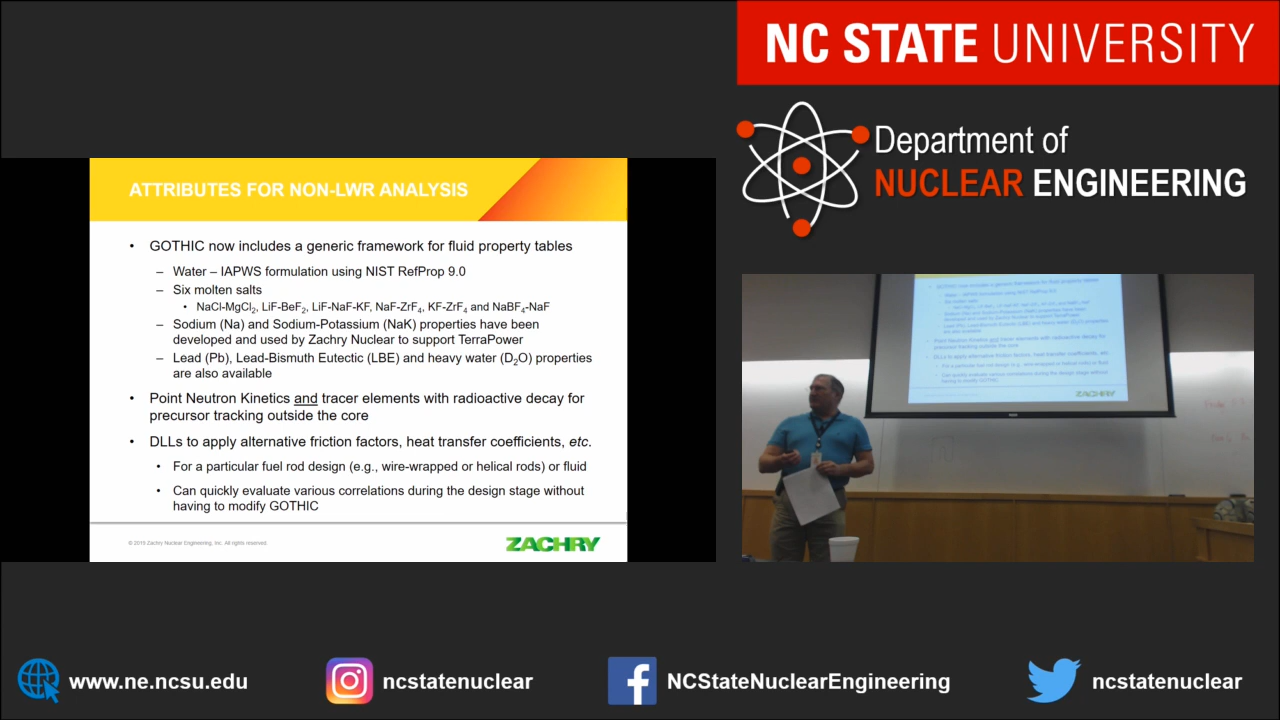 NC STATE UNIVERSITY
Department of
NUCLEAR ENGINEERING
ATTRIBUTES FOR NON-LWR ANALYSIS
• GOTHIC now includes a generic framework for fluid property tables
– Water – IAPWS formulation using NIST RefProp 9.0
– Six molten salts
• NaCl-MgCl2, LiF-BeF2, LiF-NaF-KF, NaF-ZrF4, KF-ZrF4 and NaBF4-NaF
– Sodium (Na) and Sodium-Potassium (NaK) properties have been
developed and used by Zachry Nuclear to support TerraPower
– Lead (Pb), Lead-Bismuth Eutectic (LBE) and heavy water (D2O) properties
are also available
• Point Neutron Kinetics and tracer elements with radioactive decay for
precursor tracking outside the core
• DLLs to apply alternative friction factors, heat transfer coefficients, etc.
• For a particular fuel rod design (e.g., wire-wrapped or helical rods) or fluid
• Can quickly evaluate various correlations during the design stage without
having to modify GOTHIC
Zachry Nuclear Engineering, Inc. All rights reserved.
ZACHRY
www.ne.ncsu.edu
ncstatenuclear
NCStateNuclearEngineering
ncstatenuclear